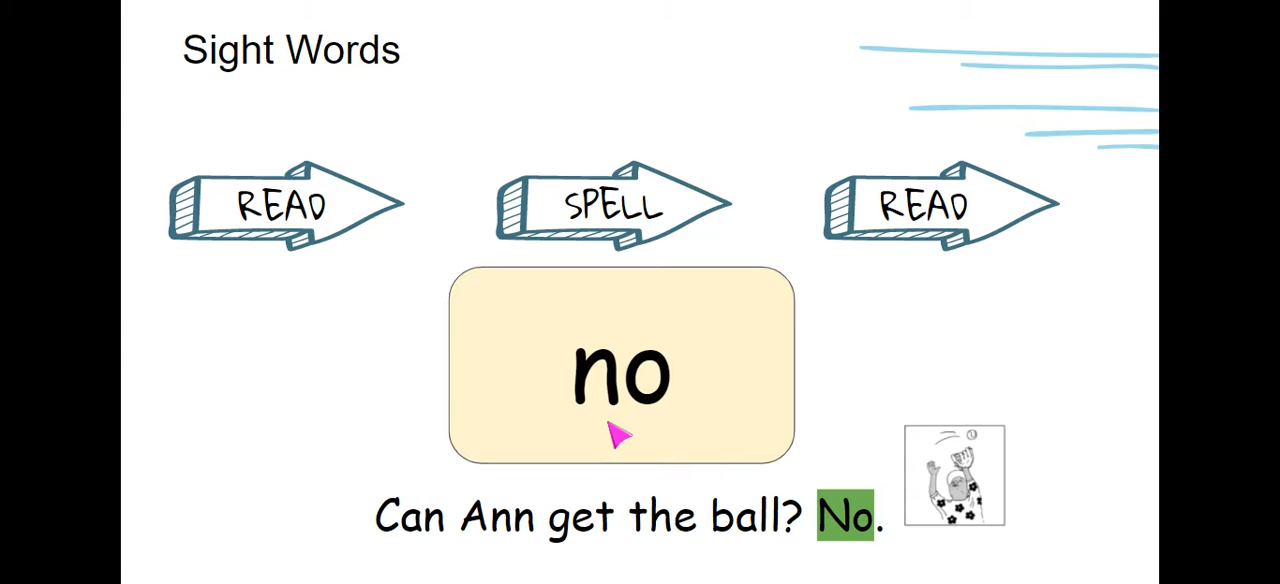 Sight Words
READ SPELL READ
no
Can Ann get the ball? No.